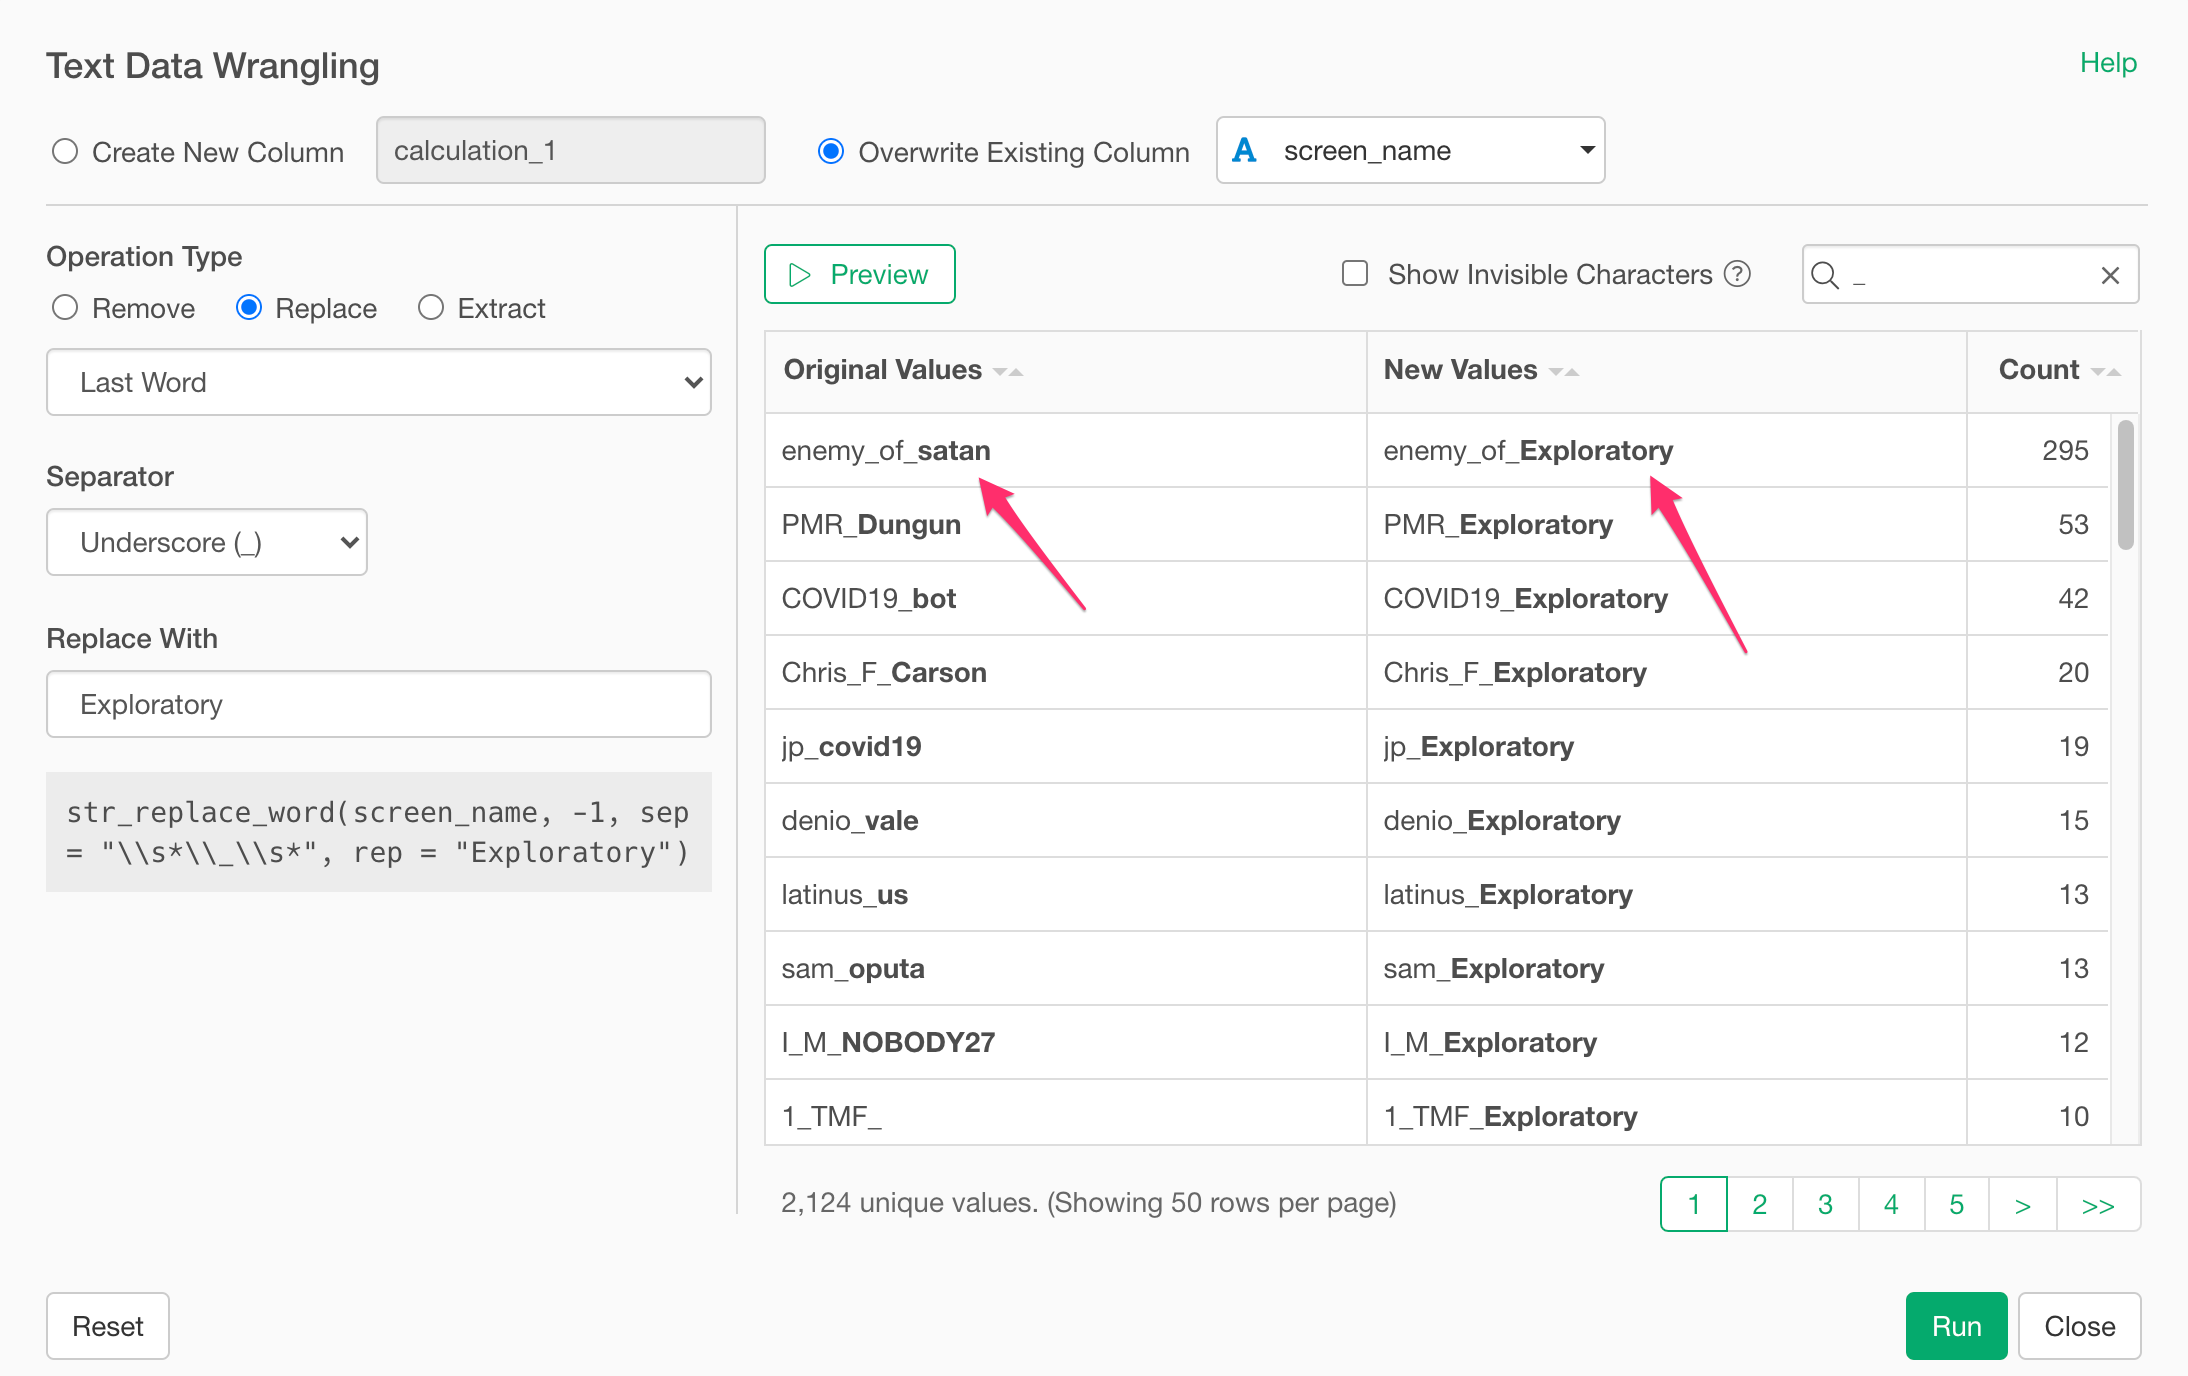 Text Data Wrangling
Help
Create New Column
calculation_1
Overwrite Existing Column
A screen_name
Operation Type
Remove
Replace
Extract
Last Word
Separator
Underscore (_)
Replace With
Exploratory
str_replace_word(screen_name, -1, sep
= "\\s*\\_\\s*", rep = "Exploratory")
Preview
Show Invisible Characters ?
_
Original Values New Values Count
enemy_of_satan enemy_of_Exploratory 295
PMR_Dungun PMR_Exploratory 53
COVID19_bot COVID19_Exploratory 42
Chris_F_Carson Chris_F_Exploratory 20
jp_covid19 jp_Exploratory 19
denio_vale denio_Exploratory 15
latinus_us latinus_Exploratory 13
sam_oputa sam_Exploratory 13
I_M_NOBODY27 I_M_Exploratory 12
1_TMF_ 1_TMF_Exploratory 10
2,124 unique values. (Showing 50 rows per page)
1 2 3 4 5 > >>
Reset
Run
Close